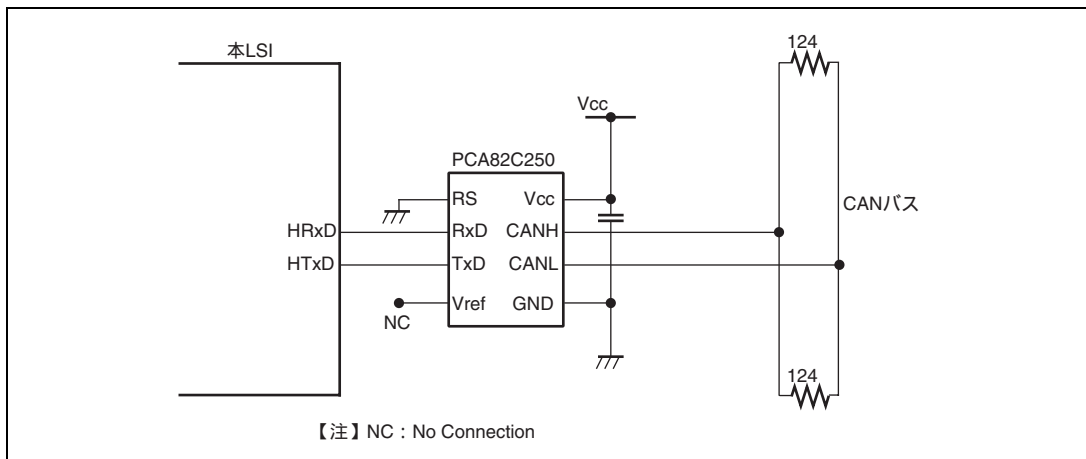 本LSI
HRxD
HTxD
PCA82C250
RS
RxD
TxD
Vref
Vcc
CANH
CANL
GND
NC
Vcc
124
CANバス
124
【注】NC : No Connection